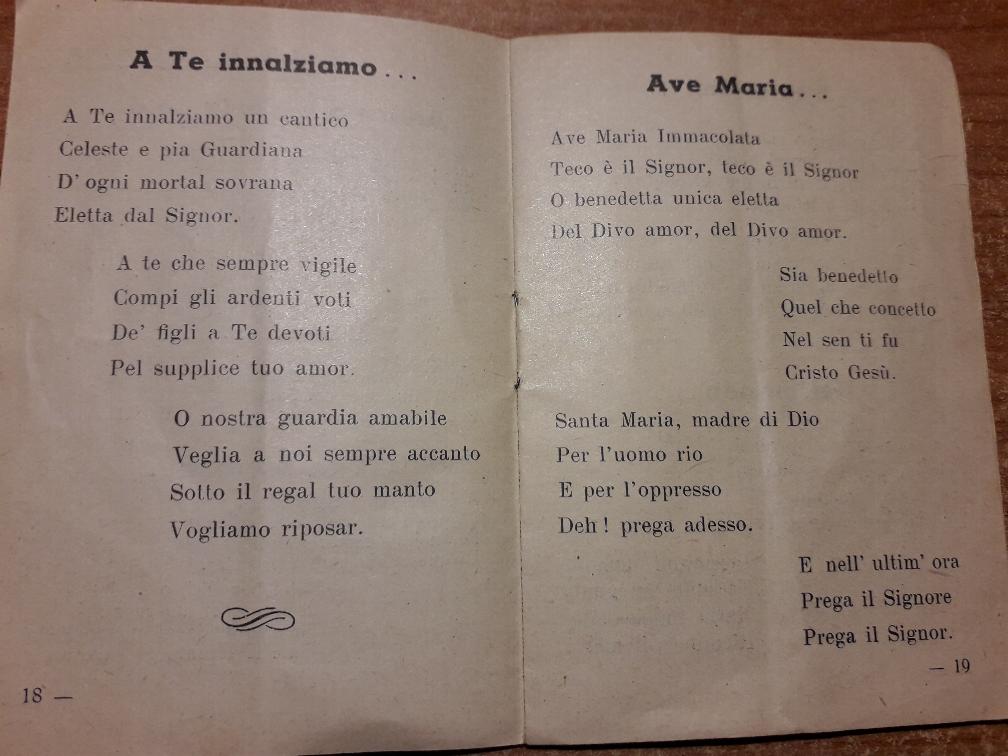 A Te innalziamo...
A Te innalziamo un cantico
Celeste e pia Guardiana
D' ogni mortal sovrana
Eletta dal Signor.
A te che sempre vigile
Compi gli ardenti voti
De' figli a Te devoti
Pel supplice tuo amor.
O nostra guardia amabile
Veglia a noi sempre accanto
Sotto il regal tuo manto
Vogliamo riposar.
18 —
Ave Maria...
Ave Maria Immacolata
Teco è il Signor, teco è il Signor
O benedetta unica eletta
Del Divo amor, del Divo amor.
Sia benedetto
Quel che concetto
Nel sen ti fu
Cristo Gesù.
Santa Maria, madre di Dio
Per l'uomo rio
E per l'oppresso
Deh! prega adesso.
E nell' ultim' ora
Prega il Signore
Prega il Signor.
— 19